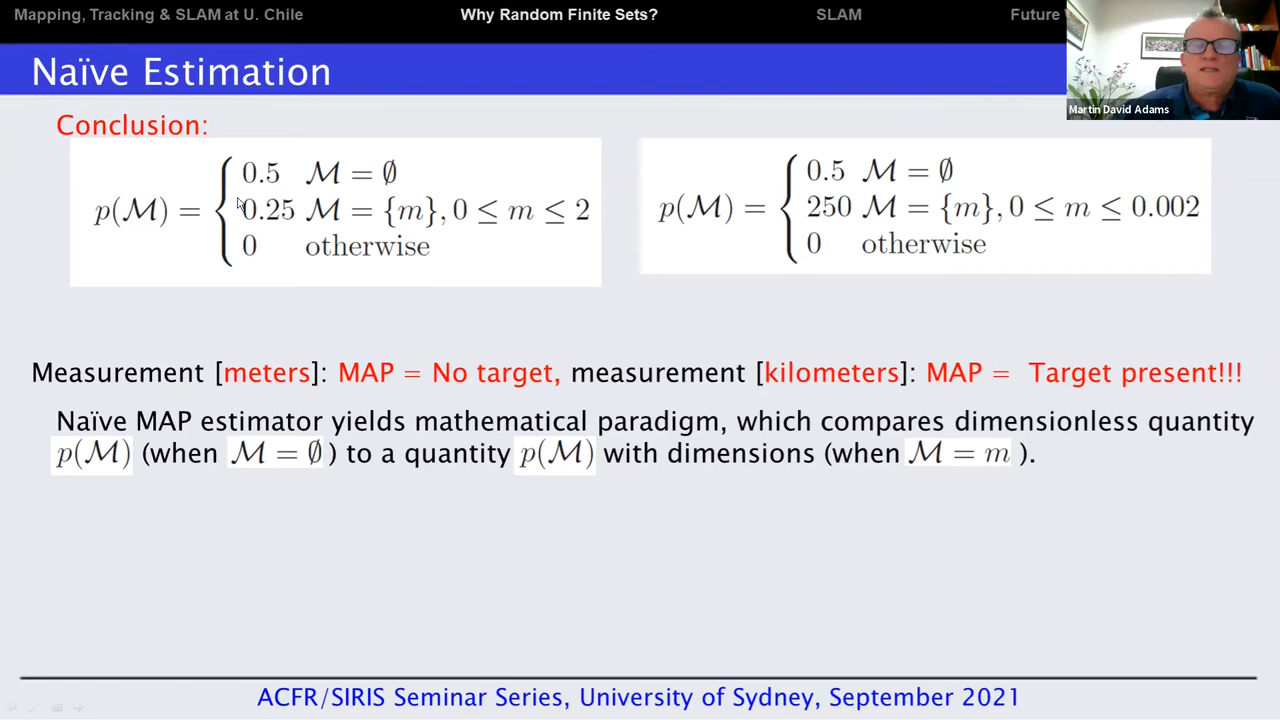 Mapping, Tracking & SLAM at U. Chile Why Random Finite Sets? SLAM Future
Naïve Estimation
Martin David Adams
Conclusion:
p(ℳ) = { 0.5 ℳ = ∅
0.25 ℳ = {m}, 0 ≤ m ≤ 2
0 otherwise
p(ℳ) = { 0.5 ℳ = ∅
250 ℳ = {m}, 0 ≤ m ≤ 0.002
0 otherwise
Measurement [meters]: MAP = No target, measurement [kilometers]: MAP = Target present!!!
Naïve MAP estimator yields mathematical paradigm, which compares dimensionless quantity
p(ℳ) (when ℳ = ∅ ) to a quantity p(ℳ) with dimensions (when ℳ = m ).
ACFR/SIRIS Seminar Series, University of Sydney, September 2021